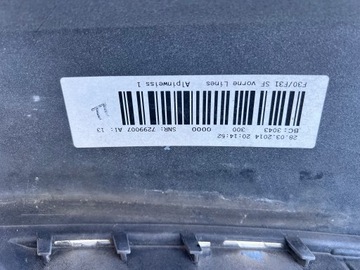 F30/F31 SF vorne Lines Alpinweiss 1
BC: 3043 300 0000 SNR: 7299007 AI: 13
28.03.2014 20:14:52